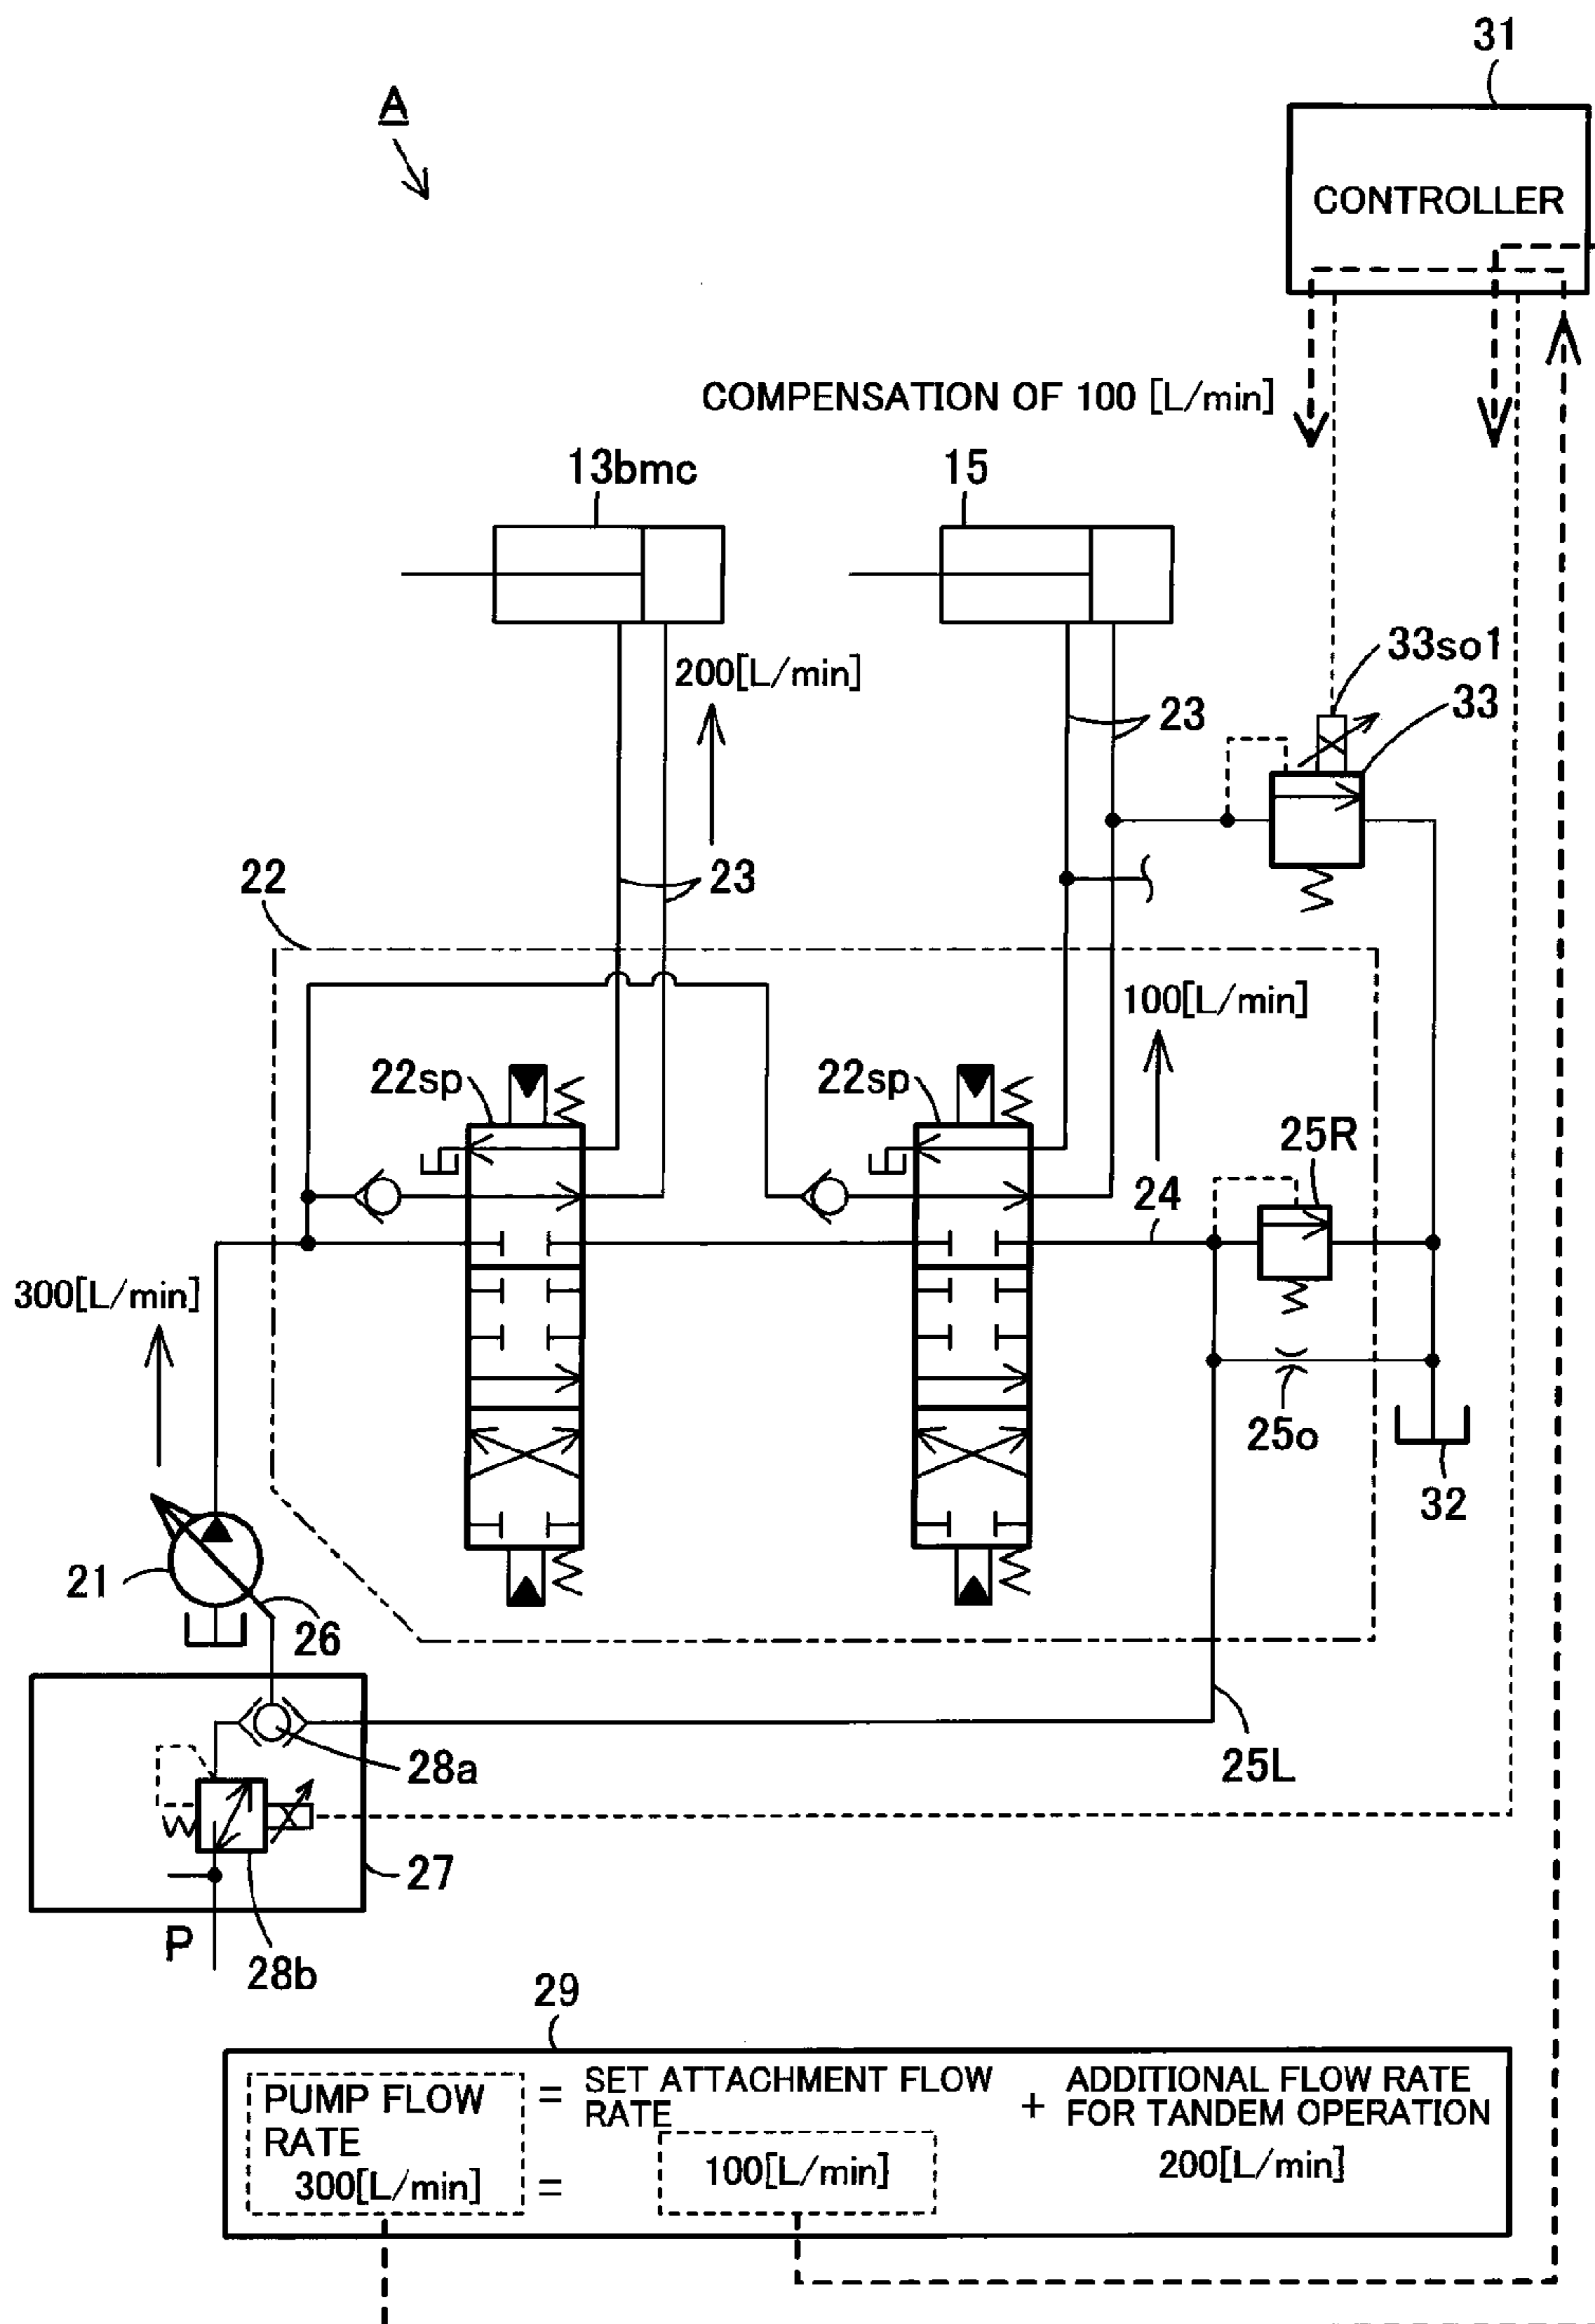 31
A
CONTROLLER
COMPENSATION OF 100 [L/min]
13bmc
15
33so1
200[L/min]
33
23
23
22
100[L/min]
22sp
22sp
25R
24
300[L/min]
25o
32
21
26
28a
25L
27
P
28b
29
PUMP FLOW RATE
= SET ATTACHMENT FLOW RATE
+ ADDITIONAL FLOW RATE FOR TANDEM OPERATION
300[L/min] = 100[L/min] 200[L/min]